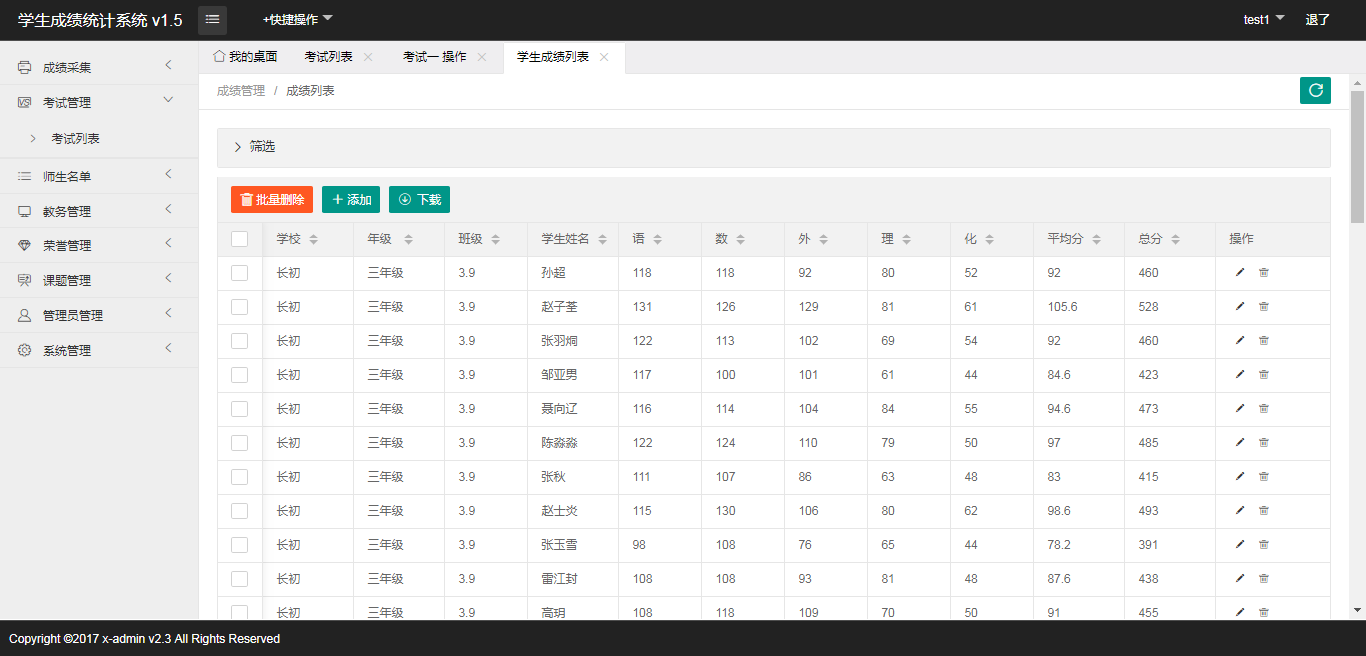 学生成绩统计系统 v1.5 +快捷操作 test1 退了
我的桌面 考试列表 考试一 操作 学生成绩列表
成绩管理 / 成绩列表
成绩采集
考试管理
考试列表
师生名单
教务管理
荣誉管理
课题管理
管理员管理
系统管理
筛选
批量删除 添加 下载
学校 年级 班级 学生姓名 语 数 外 理 化 平均分 总分 操作
长初 三年级 3.9 孙超 118 118 92 80 52 92 460
长初 三年级 3.9 赵子荃 131 126 129 81 61 105.6 528
长初 三年级 3.9 张羽烔 122 113 102 69 54 92 460
长初 三年级 3.9 邹亚男 117 100 101 61 44 84.6 423
长初 三年级 3.9 聂向辽 116 114 104 84 55 94.6 473
长初 三年级 3.9 陈淼淼 122 124 110 79 50 97 485
长初 三年级 3.9 张秋 111 107 86 63 48 83 415
长初 三年级 3.9 赵士炎 115 130 106 80 62 98.6 493
长初 三年级 3.9 张玉雪 98 108 76 65 44 78.2 391
长初 三年级 3.9 雷江封 108 108 93 81 48 87.6 438
长初 三年级 3.9 高玥 108 118 109 70 50 91 455
Copyright ©2017 x-admin v2.3 All Rights Reserved